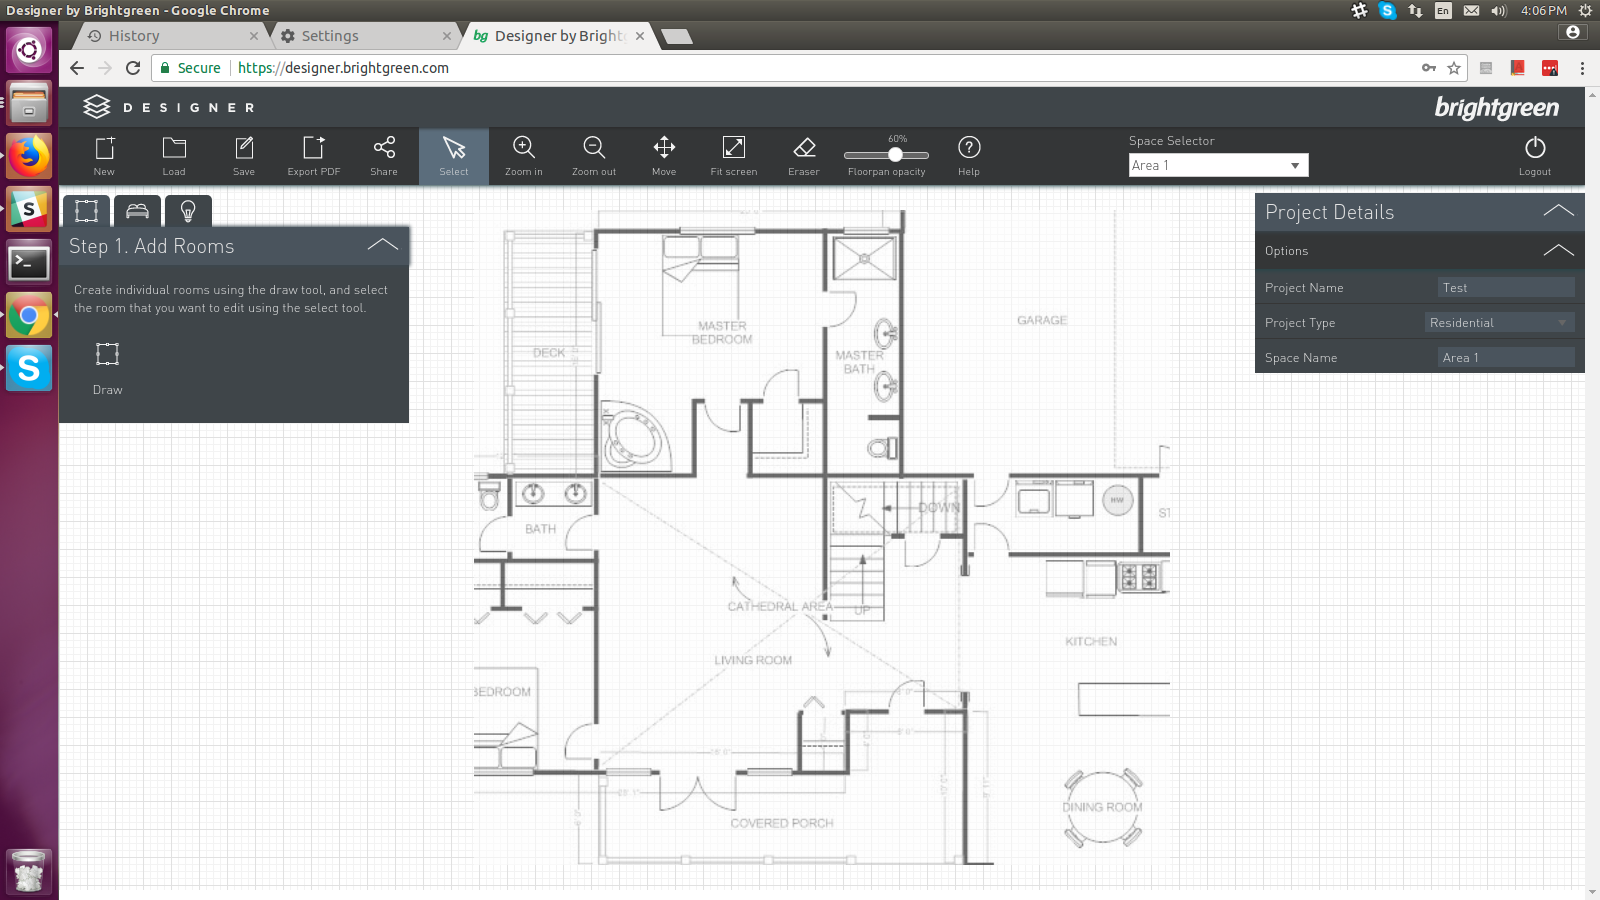 Designer by Brightgreen - Google Chrome
En
4:06 PM
History
Settings
bg Designer by Bright
Secure
https://designer.brightgreen.com
DESIGNER
brightgreen
New
Load
Save
Export PDF
Share
Select
Zoom in
Zoom out
Move
Fit screen
Eraser
60%
Floorpan opacity
Help
Space Selector
Area 1
Logout
Step 1. Add Rooms
Create individual rooms using the draw tool, and select
the room that you want to edit using the select tool.
Draw
Project Details
Options
Project Name
Test
Project Type
Residential
Space Name
Area 1
MASTER
BEDROOM
DECK
MASTER
BATH
GARAGE
BATH
DOWN
HW
ST
CATHEDRAL AREA
UP
LIVING ROOM
KITCHEN
BEDROOM
DINING ROOM
COVERED PORCH